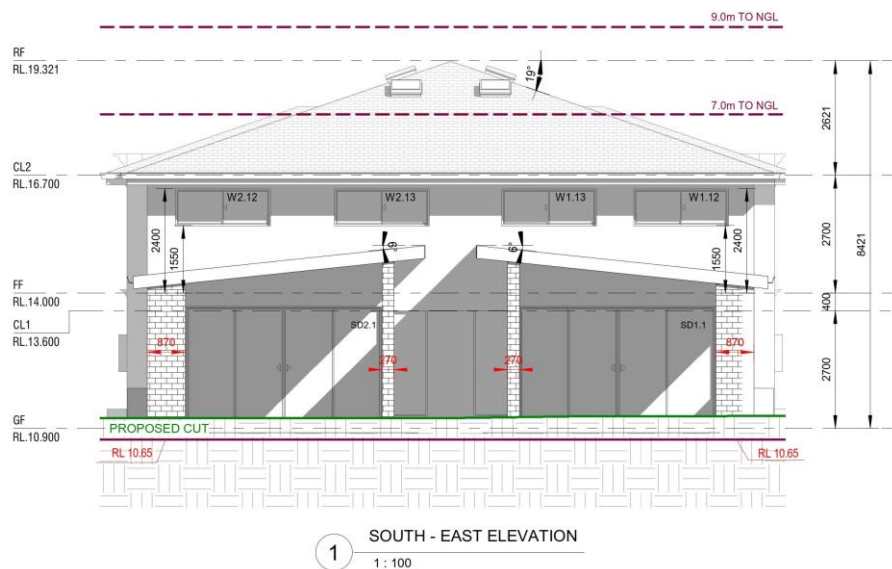 9.0m TO NGL
RF
RL.19.321
19°
7.0m TO NGL
2621
CL2
RL.16.700
W2.12
W2.13
W1.13
W1.12
2400
1550
6°
6°
1550
2400
2700
8421
FF
RL.14.000
400
CL1
RL.13.600
SD2.1
SD1.1
870
270
270
870
2700
GF
RL.10.900
PROPOSED CUT
RL 10.65
RL 10.65
1
SOUTH - EAST ELEVATION
1 : 100